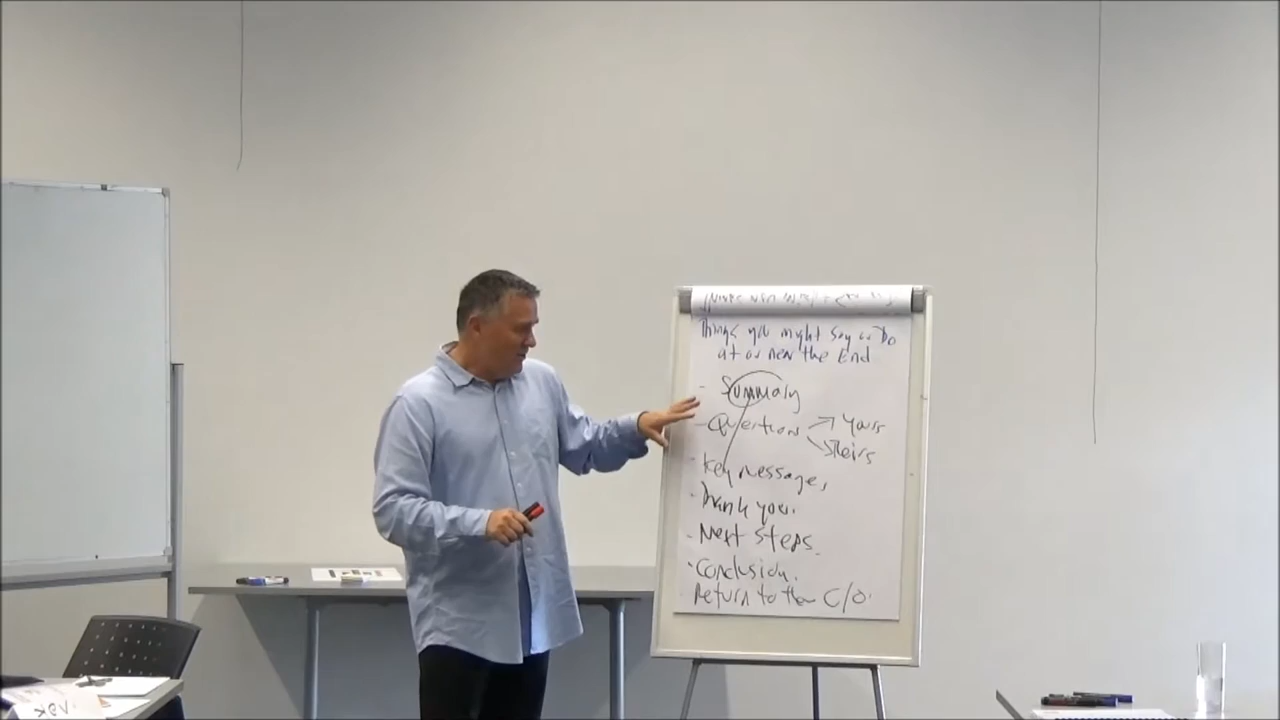 Things you might say or Do
at or near the End
- Summary
- Questions → Yours
→ Theirs
- Key messages,
- Thank you.
- Next steps.
- Conclusion.
Return to the C/O.